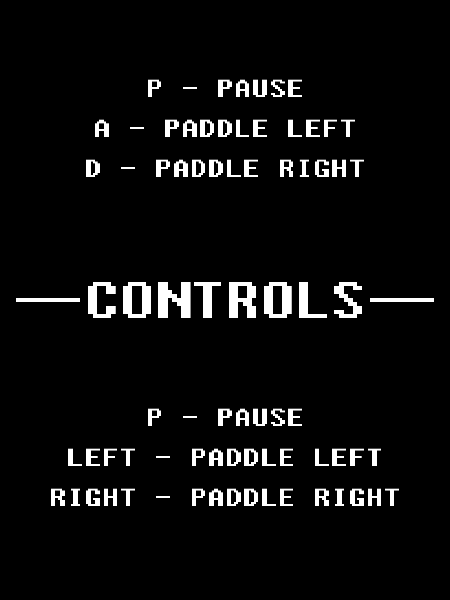 P - PAUSE
A - PADDLE LEFT
D - PADDLE RIGHT
CONTROLS
P - PAUSE
LEFT - PADDLE LEFT
RIGHT - PADDLE RIGHT